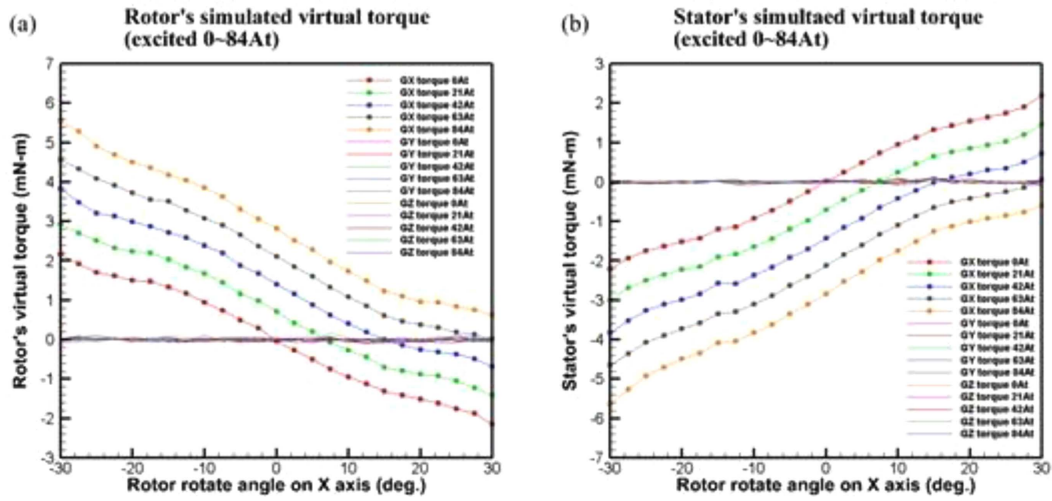 (a)
Rotor's simulated virtual torque
(excited 0~84At)
Rotor's virtual torque (mN-m)
7
6
5
4
3
2
1
0
-1
-2
-3
-30
-20
-10
0
10
20
30
Rotor rotate angle on X axis (deg.)
GX torque 0At
GX torque 21At
GX torque 42At
GX torque 63At
GX torque 84At
GY torque 0At
GY torque 21At
GY torque 42At
GY torque 63At
GY torque 84At
GZ torque 0At
GZ torque 21At
GZ torque 42At
GZ torque 63At
GZ torque 84At
(b)
Stator's simultaed virtual torque
(excited 0~84At)
Stator's virtual torque (mN-m)
3
2
1
0
-1
-2
-3
-4
-5
-6
-7
-30
-20
-10
0
10
20
30
Rotor rotate angle on X axis (deg.)
GX torque 0At
GX torque 21At
GX torque 42At
GX torque 63At
GX torque 84At
GY torque 0At
GY torque 21At
GY torque 42At
GY torque 63At
GY torque 84At
GZ torque 0At
GZ torque 21At
GZ torque 42At
GZ torque 63At
GZ torque 84At